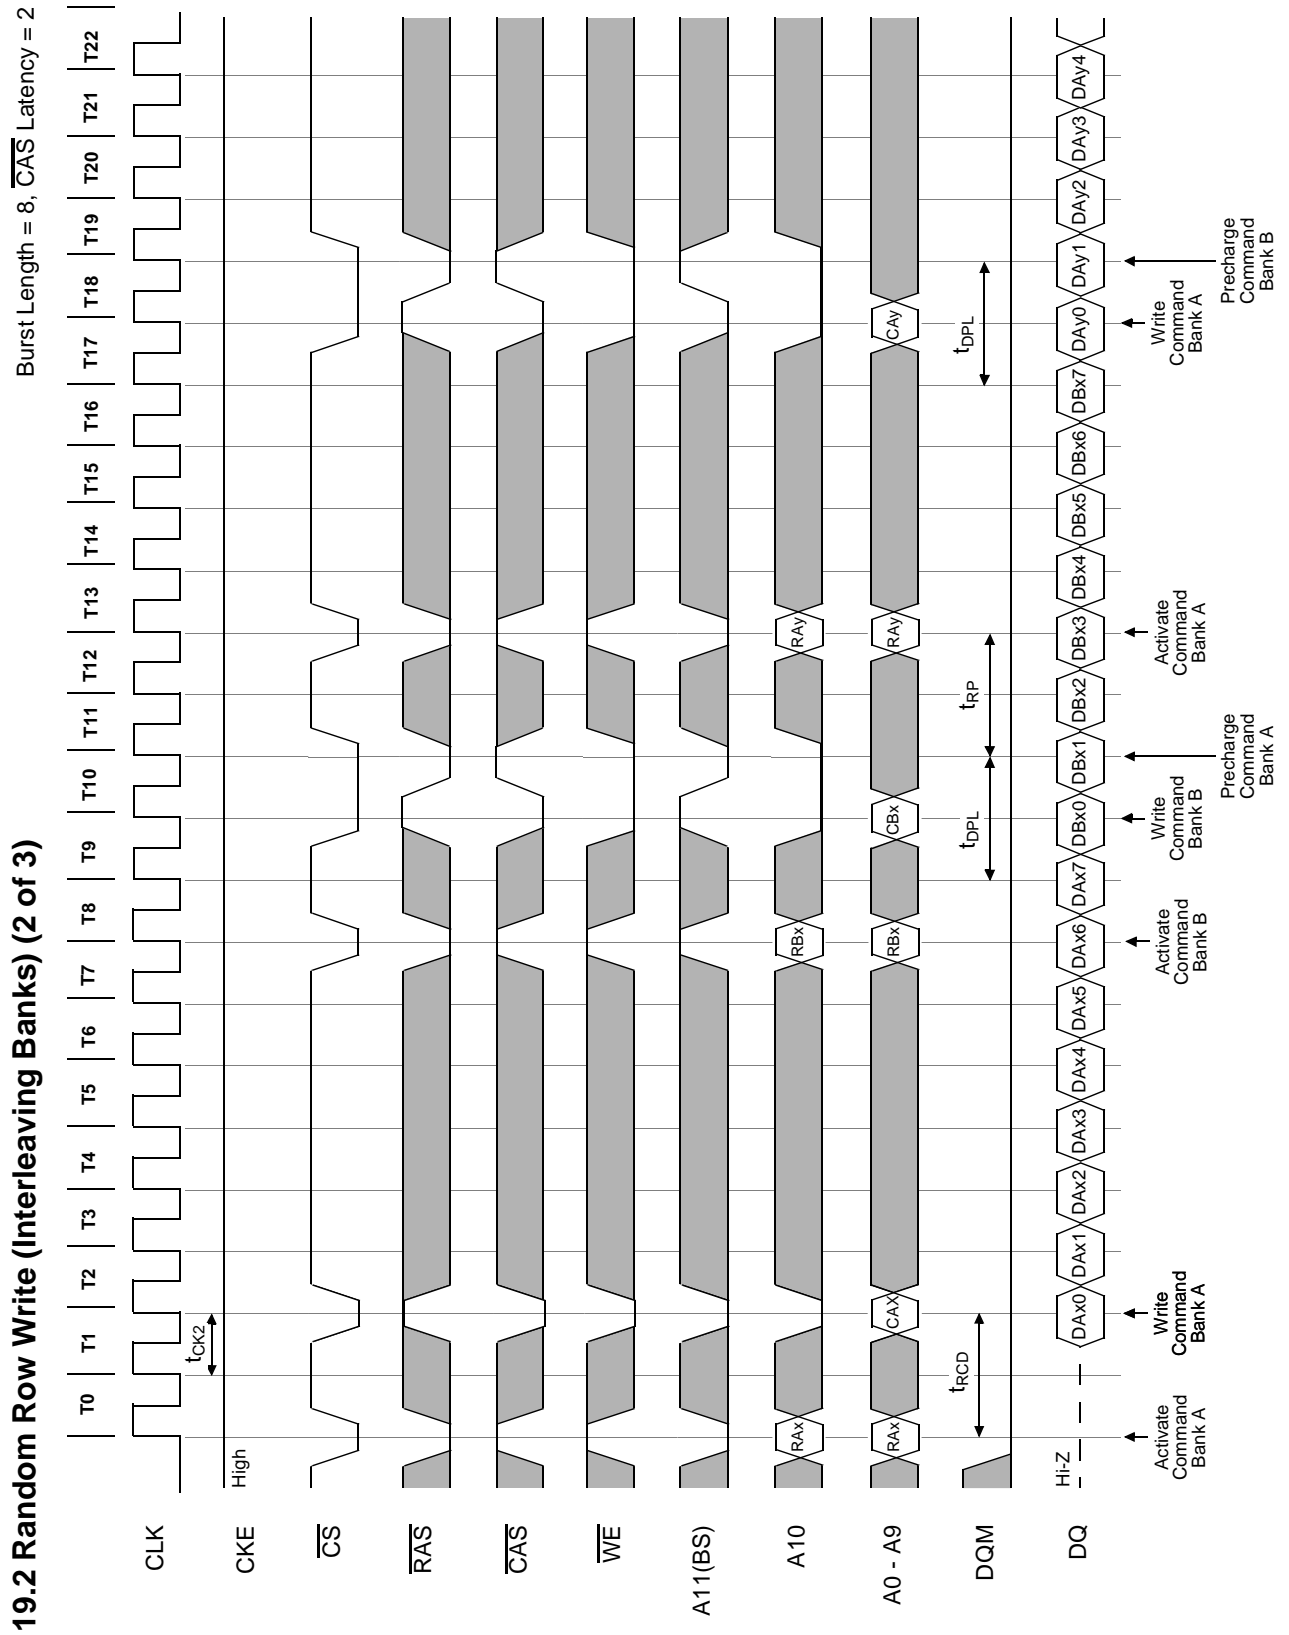 19.2 Random Row Write (Interleaving Banks) (2 of 3)
Burst Length = 8, CAS Latency = 2
T0 T1 T2 T3 T4 T5 T6 T7 T8 T9 T10 T11 T12 T13 T14 T15 T16 T17 T18 T19 T20 T21 T22
CLK
tCK2
CKE
High
CS
RAS
CAS
WE
A11(BS)
A10
RAx RBx RAy
A0 - A9
RAx CAX RBx CBx RAy CAy
DQM
tRCD tDPL tRP tDPL
DQ
Hi-Z
DAx0 DAx1 DAx2 DAx3 DAx4 DAx5 DAx6 DAx7 DBx0 DBx1 DBx2 DBx3 DBx4 DBx5 DBx6 DBx7 DAy0 DAy1 DAy2 DAy3 DAy4
Activate
Command
Bank A
Write
Command
Bank A
Activate
Command
Bank B
Write
Command
Bank B
Precharge
Command
Bank A
Activate
Command
Bank A
Write
Command
Bank A
Precharge
Command
Bank B